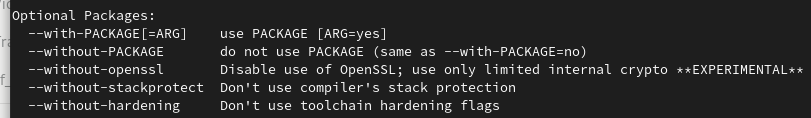 Optional Packages:
  --with-PACKAGE[=ARG]    use PACKAGE [ARG=yes]
  --without-PACKAGE       do not use PACKAGE (same as --with-PACKAGE=no)
  --without-openssl       Disable use of OpenSSL; use only limited internal crypto **EXPERIMENTAL**
  --without-stackprotect  Don't use compiler's stack protection
  --without-hardening     Don't use toolchain hardening flags